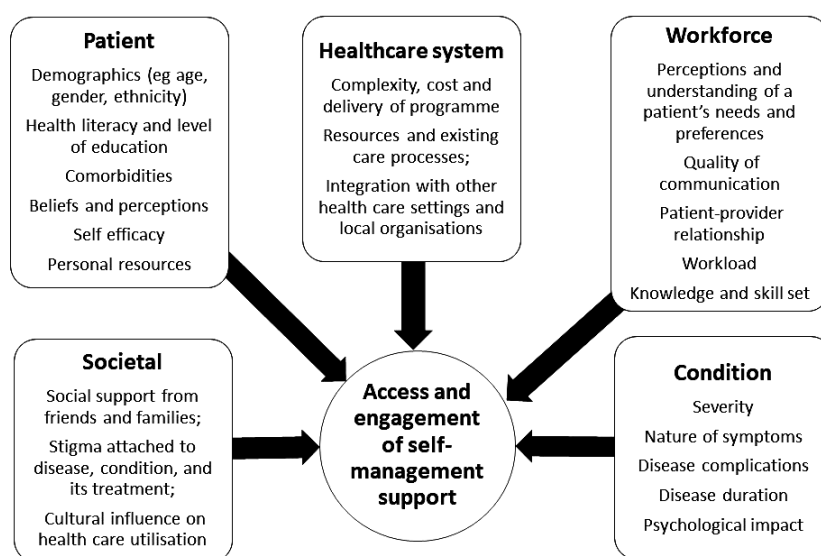 Patient
Demographics (eg age,
gender, ethnicity)
Health literacy and level
of education
Comorbidities
Beliefs and perceptions
Self efficacy
Personal resources
Healthcare system
Complexity, cost and
delivery of programme
Resources and existing
care processes;
Integration with other
health care settings and
local organisations
Workforce
Perceptions and
understanding of a
patient's needs and
preferences
Quality of
communication
Patient-provider
relationship
Workload
Knowledge and skill set
Societal
Social support from
friends and families;
Stigma attached to
disease, condition, and
its treatment;
Cultural influence on
health care utilisation
Access and
engagement
of self-
management
support
Condition
Severity
Nature of symptoms
Disease complications
Disease duration
Psychological impact